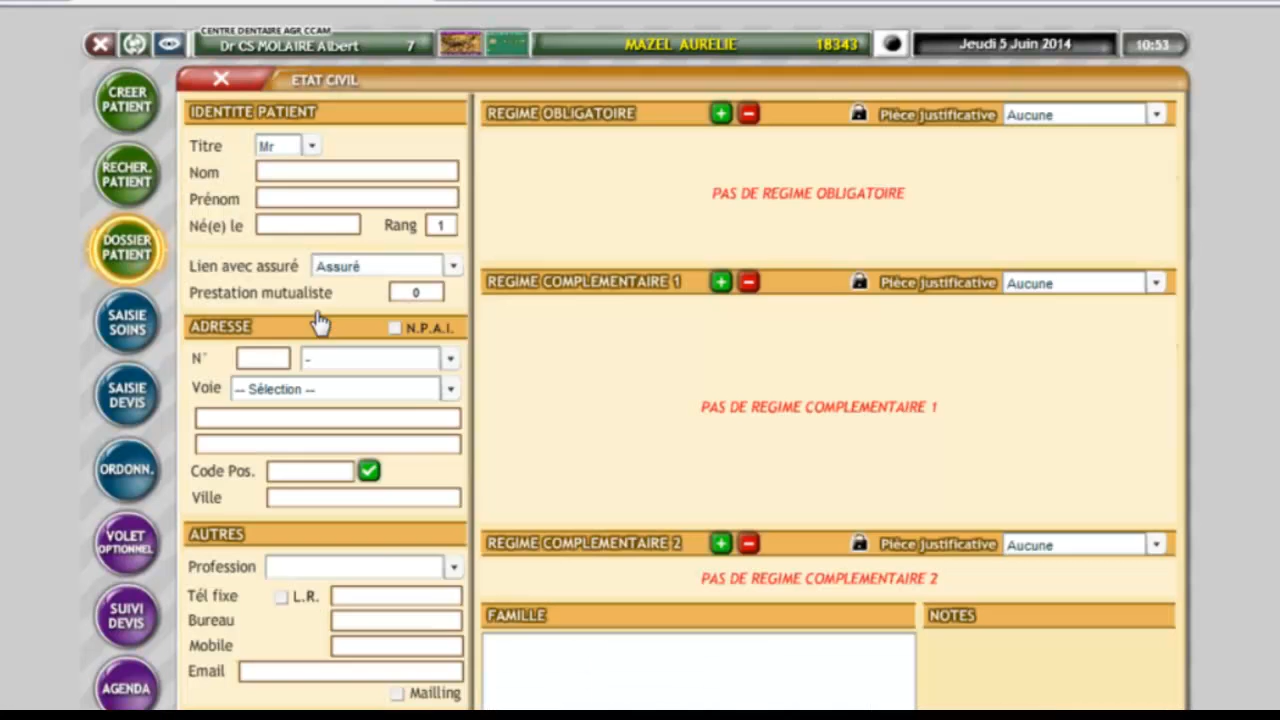 CENTRE DENTAIRE AGR CCAM
Dr CS MOLAIRE Albert 7
MAZEL AURELIE 18343
Jeudi 5 Juin 2014
10:53
CREER PATIENT
RECHER. PATIENT
DOSSIER PATIENT
SAISIE SOINS
SAISIE DEVIS
ORDONN.
VOLET OPTIONNEL
SUIVI DEVIS
AGENDA
ETAT CIVIL
IDENTITE PATIENT
Titre Mr
Nom
Prénom
Né(e) le Rang 1
Lien avec assuré Assuré
Prestation mutualiste 0
ADRESSE N.P.A.I.
N° -
Voie -- Sélection --
Code Pos.
Ville
AUTRES
Profession
Tél fixe L.R.
Bureau
Mobile
Email
Mailling
REGIME OBLIGATOIRE Pièce justificative Aucune
PAS DE REGIME OBLIGATOIRE
REGIME COMPLEMENTAIRE 1 Pièce justificative Aucune
PAS DE REGIME COMPLEMENTAIRE 1
REGIME COMPLEMENTAIRE 2 Pièce justificative Aucune
PAS DE REGIME COMPLEMENTAIRE 2
FAMILLE
NOTES